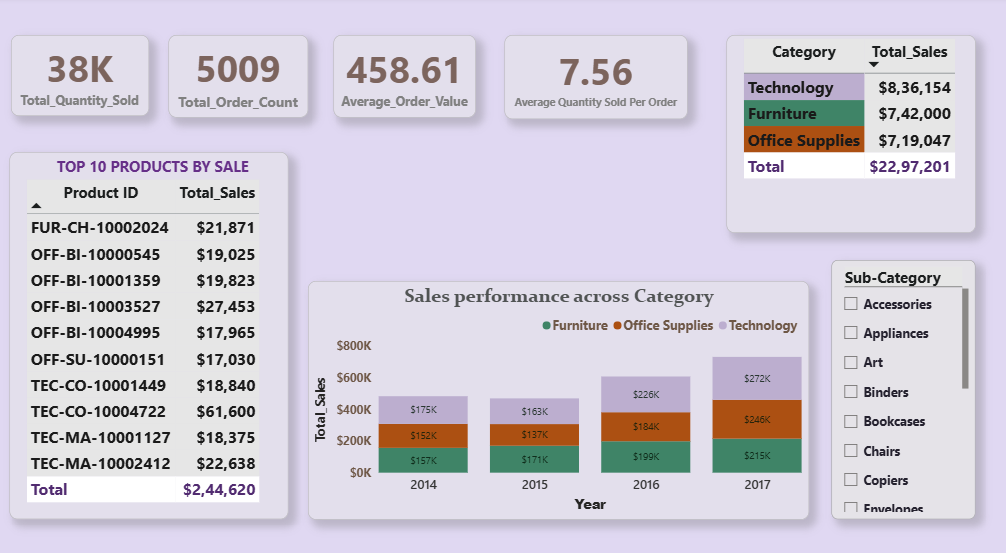 38K
Total_Quantity_Sold
5009
Total_Order_Count
458.61
Average_Order_Value
7.56
Average Quantity Sold Per Order
Category Total_Sales
Technology $8,36,154
Furniture $7,42,000
Office Supplies $7,19,047
Total $22,97,201
TOP 10 PRODUCTS BY SALE
Product ID Total_Sales
FUR-CH-10002024 $21,871
OFF-BI-10000545 $19,025
OFF-BI-10001359 $19,823
OFF-BI-10003527 $27,453
OFF-BI-10004995 $17,965
OFF-SU-10000151 $17,030
TEC-CO-10001449 $18,840
TEC-CO-10004722 $61,600
TEC-MA-10001127 $18,375
TEC-MA-10002412 $22,638
Total $2,44,620
Sales performance across Category
Furniture Office Supplies Technology
Total_Sales
$800K
$600K
$400K
$200K
$0K
$175K $163K $226K $272K
$152K $137K $184K $246K
$157K $171K $199K $215K
2014 2015 2016 2017
Year
Sub-Category
Accessories
Appliances
Art
Binders
Bookcases
Chairs
Copiers
Envelopes